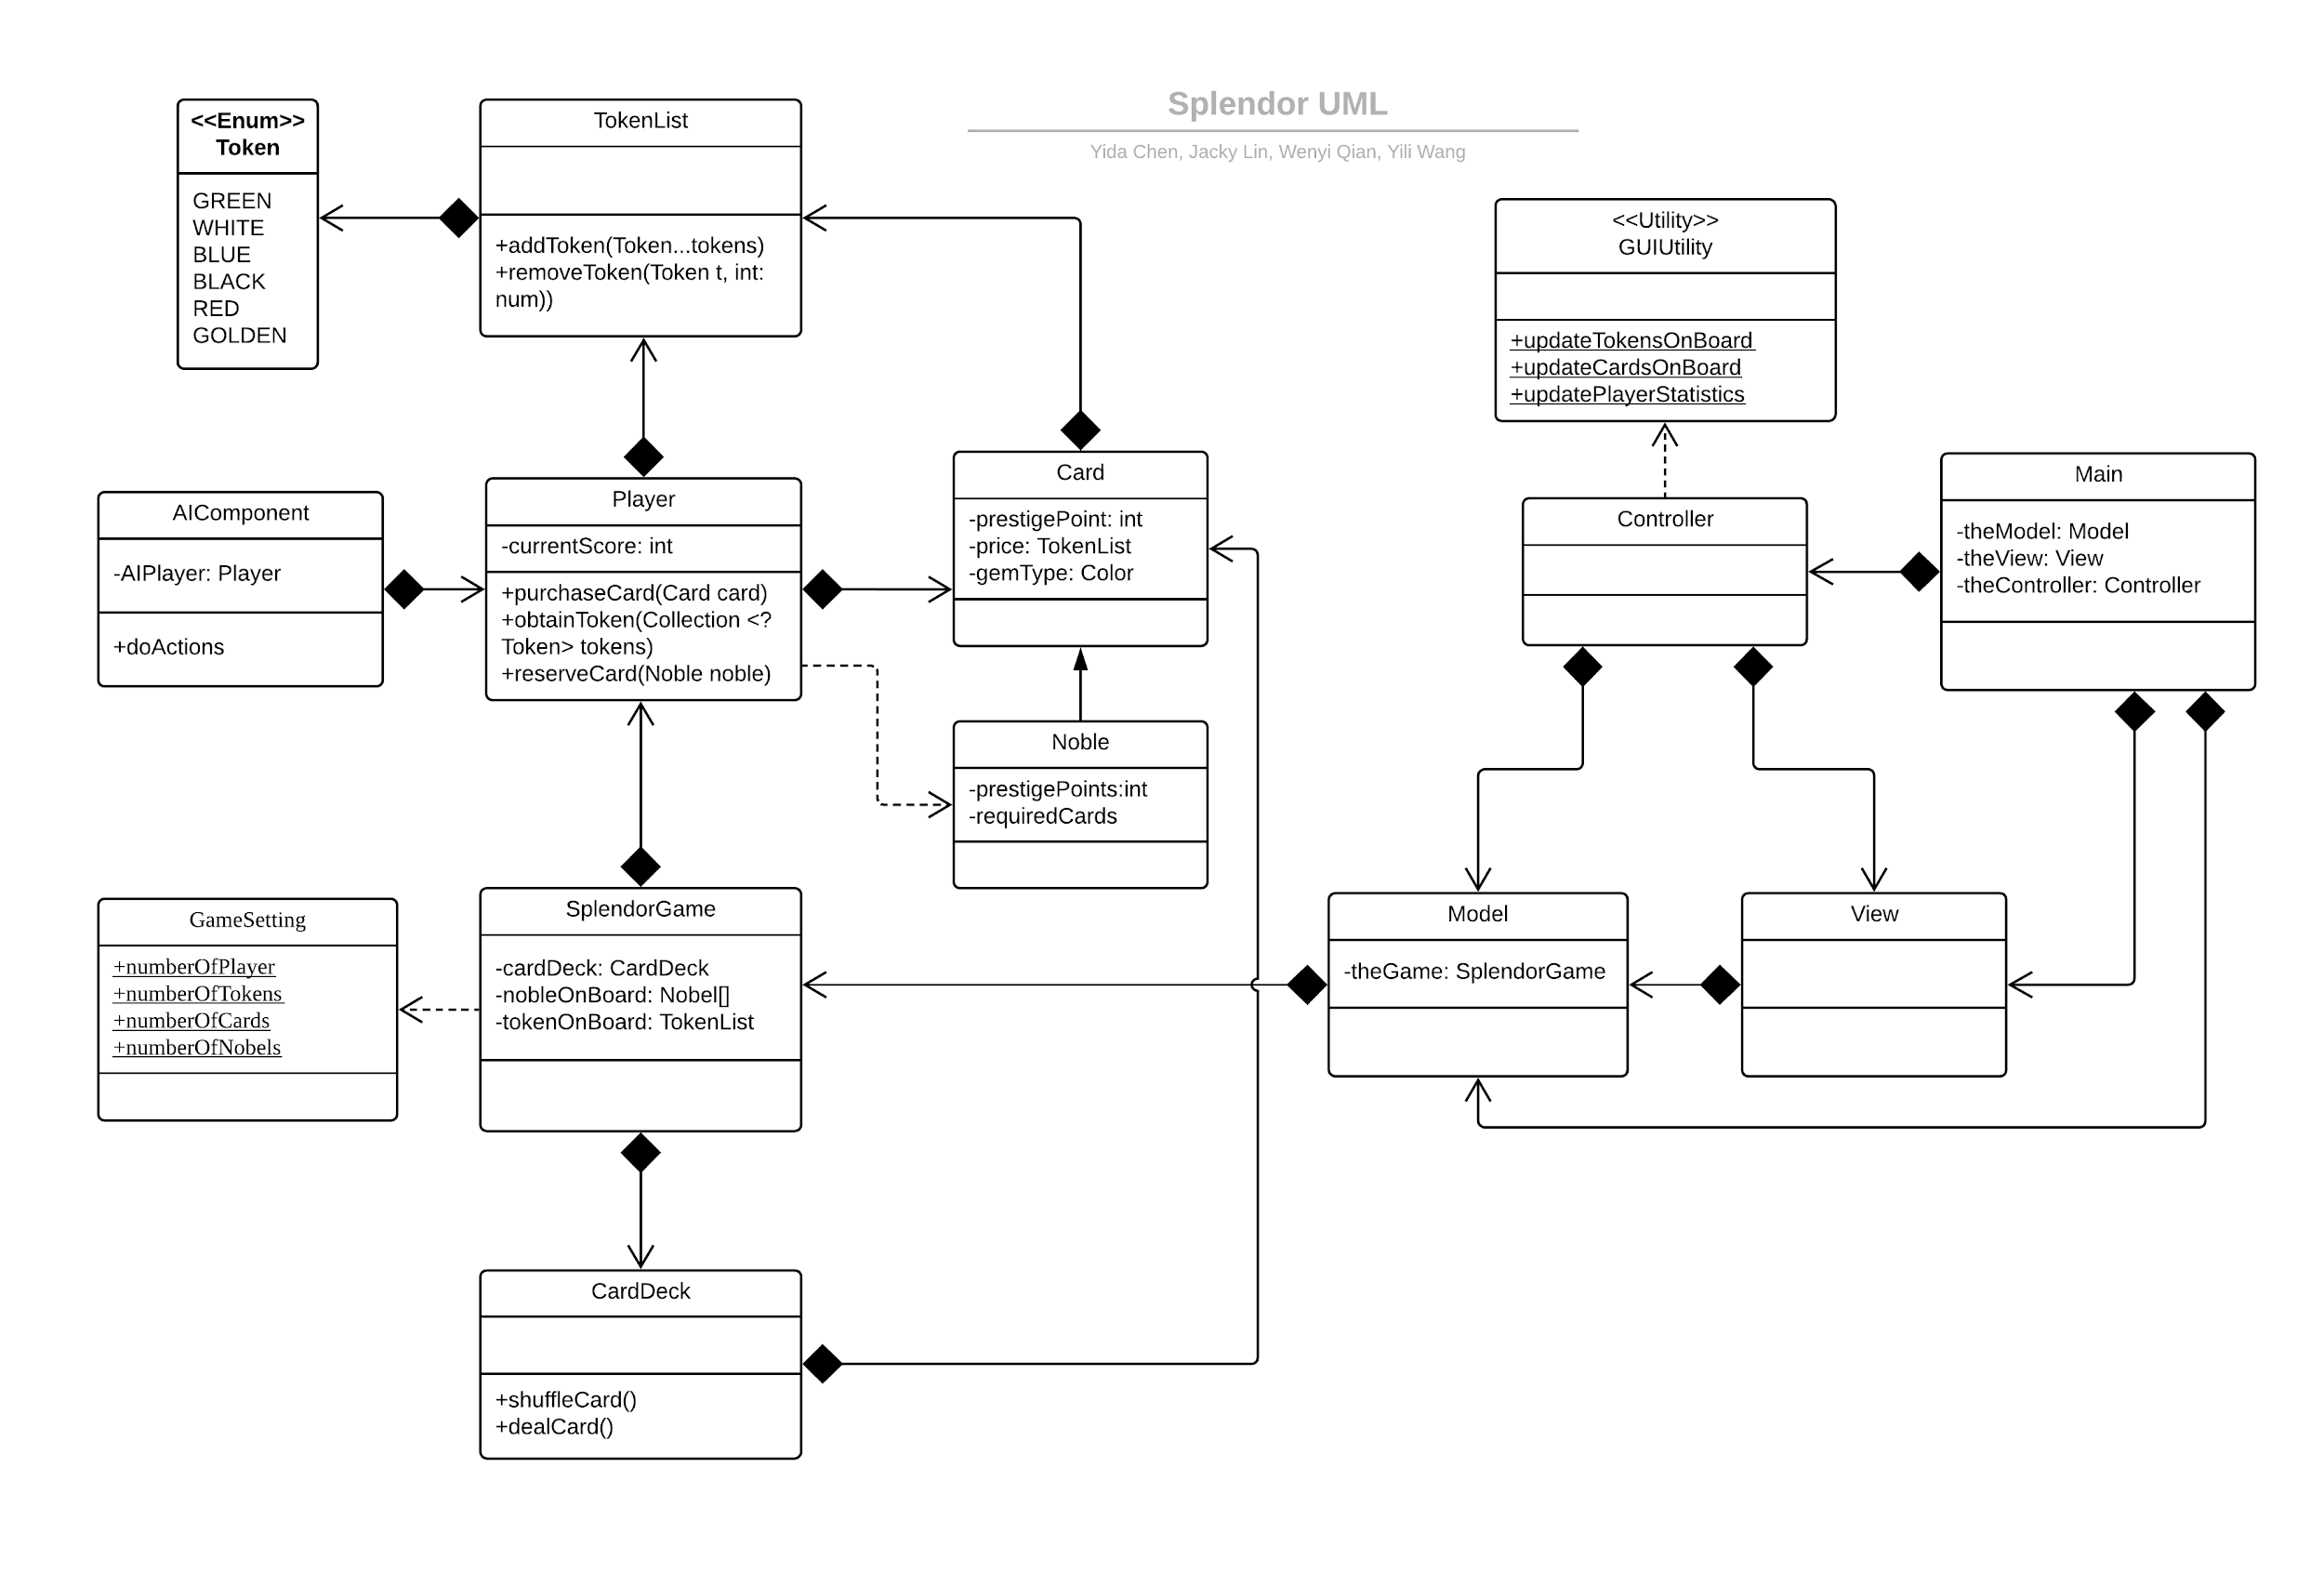 Splendor UML
Yida Chen, Jacky Lin, Wenyi Qian, Yili Wang
<<Enum>>
Token
GREEN
WHITE
BLUE
BLACK
RED
GOLDEN
TokenList
+addToken(Token...tokens)
+removeToken(Token t, int:
num))
<<Utility>>
GUIUtility
+updateTokensOnBoard
+updateCardsOnBoard
+updatePlayerStatistics
AIComponent
-AIPlayer: Player
+doActions
Player
-currentScore: int
+purchaseCard(Card card)
+obtainToken(Collection <?
Token> tokens)
+reserveCard(Noble noble)
Card
-prestigePoint: int
-price: TokenList
-gemType: Color
Controller
Main
-theModel: Model
-theView: View
-theController: Controller
Noble
-prestigePoints:int
-requiredCards
GameSetting
+numberOfPlayer
+numberOfTokens
+numberOfCards
+numberOfNobels
SplendorGame
-cardDeck: CardDeck
-nobleOnBoard: Nobel[]
-tokenOnBoard: TokenList
Model
-theGame: SplendorGame
View
CardDeck
+shuffleCard()
+dealCard()